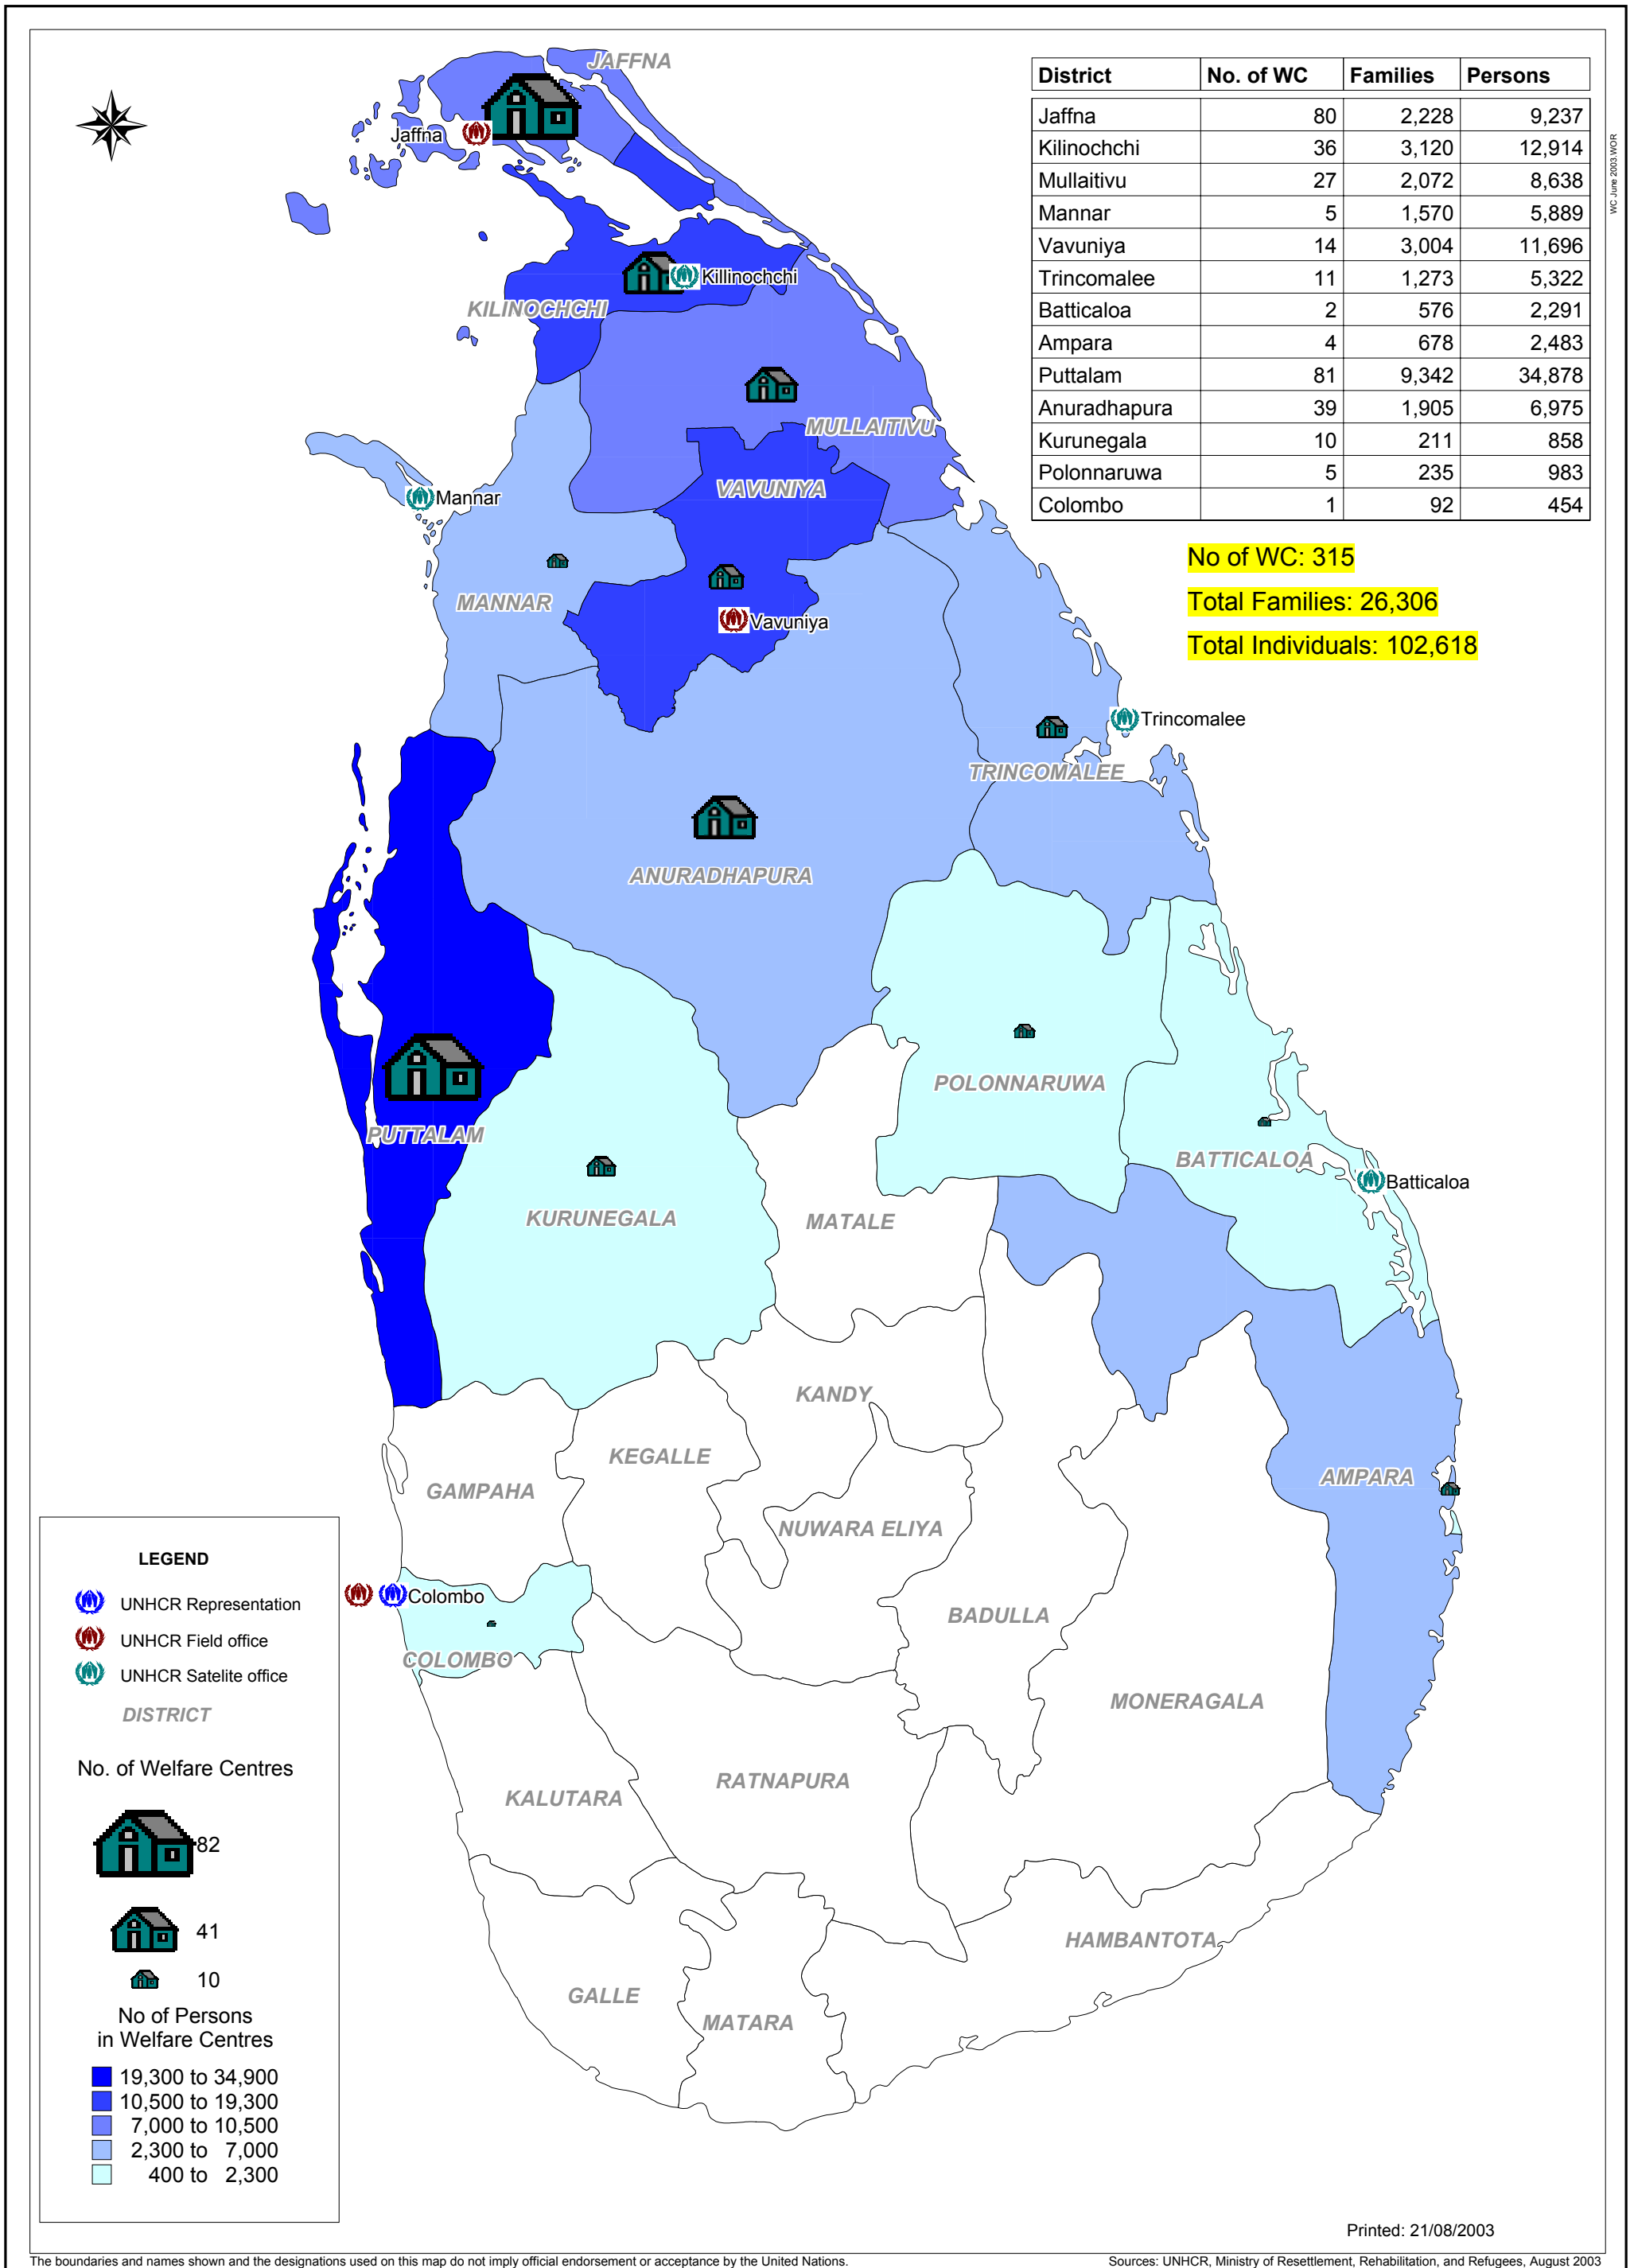 JAFFNA
Jaffna
District No. of WC Families Persons
Jaffna 80 2,228 9,237
Kilinochchi 36 3,120 12,914
Mullaitivu 27 2,072 8,638
Mannar 5 1,570 5,889
Vavuniya 14 3,004 11,696
Trincomalee 11 1,273 5,322
Batticaloa 2 576 2,291
Ampara 4 678 2,483
Puttalam 81 9,342 34,878
Anuradhapura 39 1,905 6,975
Kurunegala 10 211 858
Polonnaruwa 5 235 983
Colombo 1 92 454
WC June 2003.WOR
No of WC: 315
Total Families: 26,306
Total Individuals: 102,618
Killinochchi
KILINOCHCHI
MULLAITIVU
VAVUNIYA
Mannar
MANNAR
Vavuniya
Trincomalee
TRINCOMALEE
ANURADHAPURA
POLONNARUWA
PUTTALAM
BATTICALOA
Batticaloa
KURUNEGALA
MATALE
KANDY
KEGALLE
AMPARA
GAMPAHA
NUWARA ELIYA
Colombo
BADULLA
COLOMBO
MONERAGALA
RATNAPURA
KALUTARA
HAMBANTOTA
GALLE
MATARA
LEGEND
UNHCR Representation
UNHCR Field office
UNHCR Satelite office
DISTRICT
No. of Welfare Centres
82
41
10
No of Persons
in Welfare Centres
19,300 to 34,900
10,500 to 19,300
7,000 to 10,500
2,300 to 7,000
400 to 2,300
Printed: 21/08/2003
The boundaries and names shown and the designations used on this map do not imply official endorsement or acceptance by the United Nations.
Sources: UNHCR, Ministry of Resettlement, Rehabilitation, and Refugees, August 2003